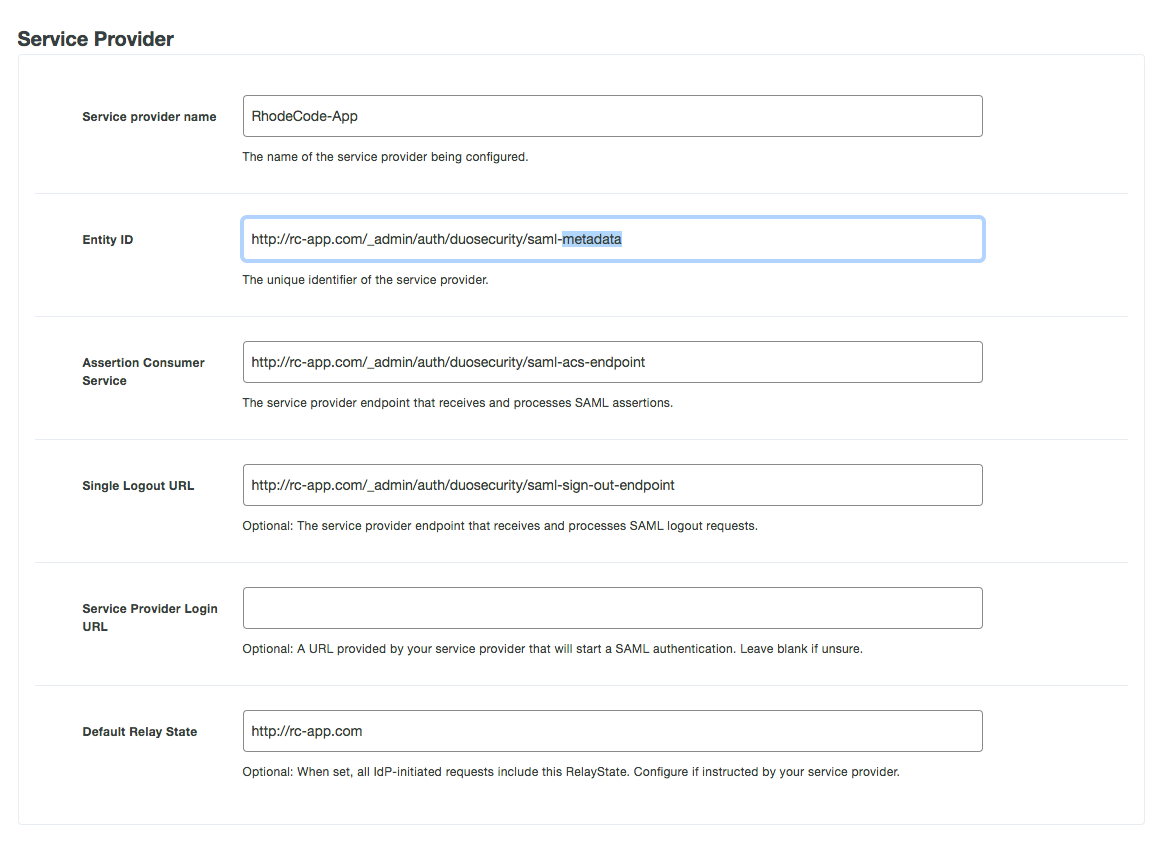 Service Provider
Service provider name
RhodeCode-App
The name of the service provider being configured.
Entity ID
http://rc-app.com/_admin/auth/duosecurity/saml-metadata
The unique identifier of the service provider.
Assertion Consumer
Service
http://rc-app.com/_admin/auth/duosecurity/saml-acs-endpoint
The service provider endpoint that receives and processes SAML assertions.
Single Logout URL
http://rc-app.com/_admin/auth/duosecurity/saml-sign-out-endpoint
Optional: The service provider endpoint that receives and processes SAML logout requests.
Service Provider Login
URL
Optional: A URL provided by your service provider that will start a SAML authentication. Leave blank if unsure.
Default Relay State
http://rc-app.com
Optional: When set, all IdP-initiated requests include this RelayState. Configure if instructed by your service provider.